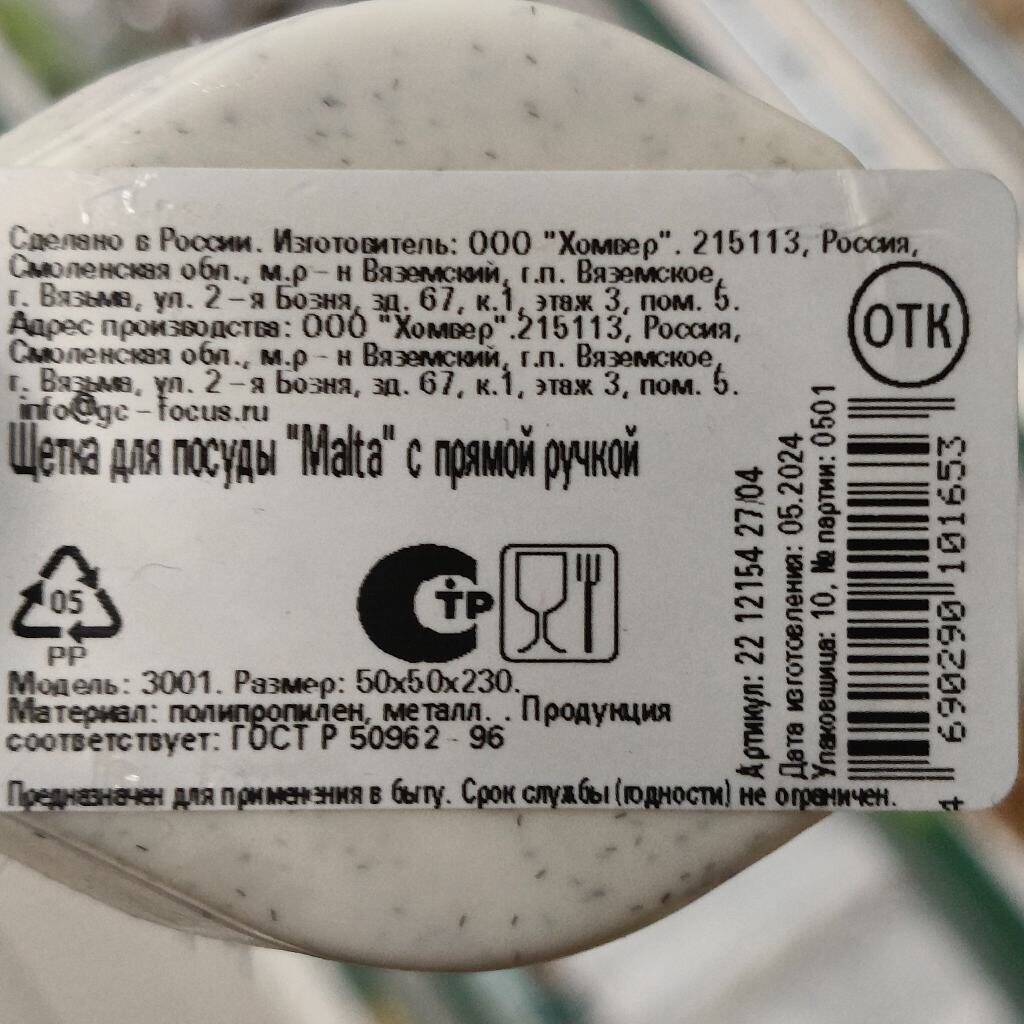 Сделано в России. Изготовитель: ООО "Хомвер". 215113, Россия,
Смоленская обл., м.р-н Вяземский, г.п. Вяземское,
г. Вязьма, ул. 2-я Бозня, зд. 67, к.1, этаж 3, пом. 5.
Адрес производства: ООО "Хомвер".215113, Россия,
Смоленская обл., м.р-н Вяземский, г.п. Вяземское,
г. Вязьма, ул. 2-я Бозня, зд. 67, к.1, этаж 3, пом. 5.
info@gc-focus.ru
Щетка для посуды "Malta" с прямой ручкой
05
PP
СТР
Модель: 3001. Размер: 50x50x230.
Материал: полипропилен, металл. . Продукция
соответствует: ГОСТ Р 50962-96
Предназначен для применения в быту. Срок службы (годности) не ограничен.
ОТК
Артикул: 22 12154 27/04
Дата изготовления: 05.2024
Упаковщица: 10, № партии: 0501
4 690290 101653